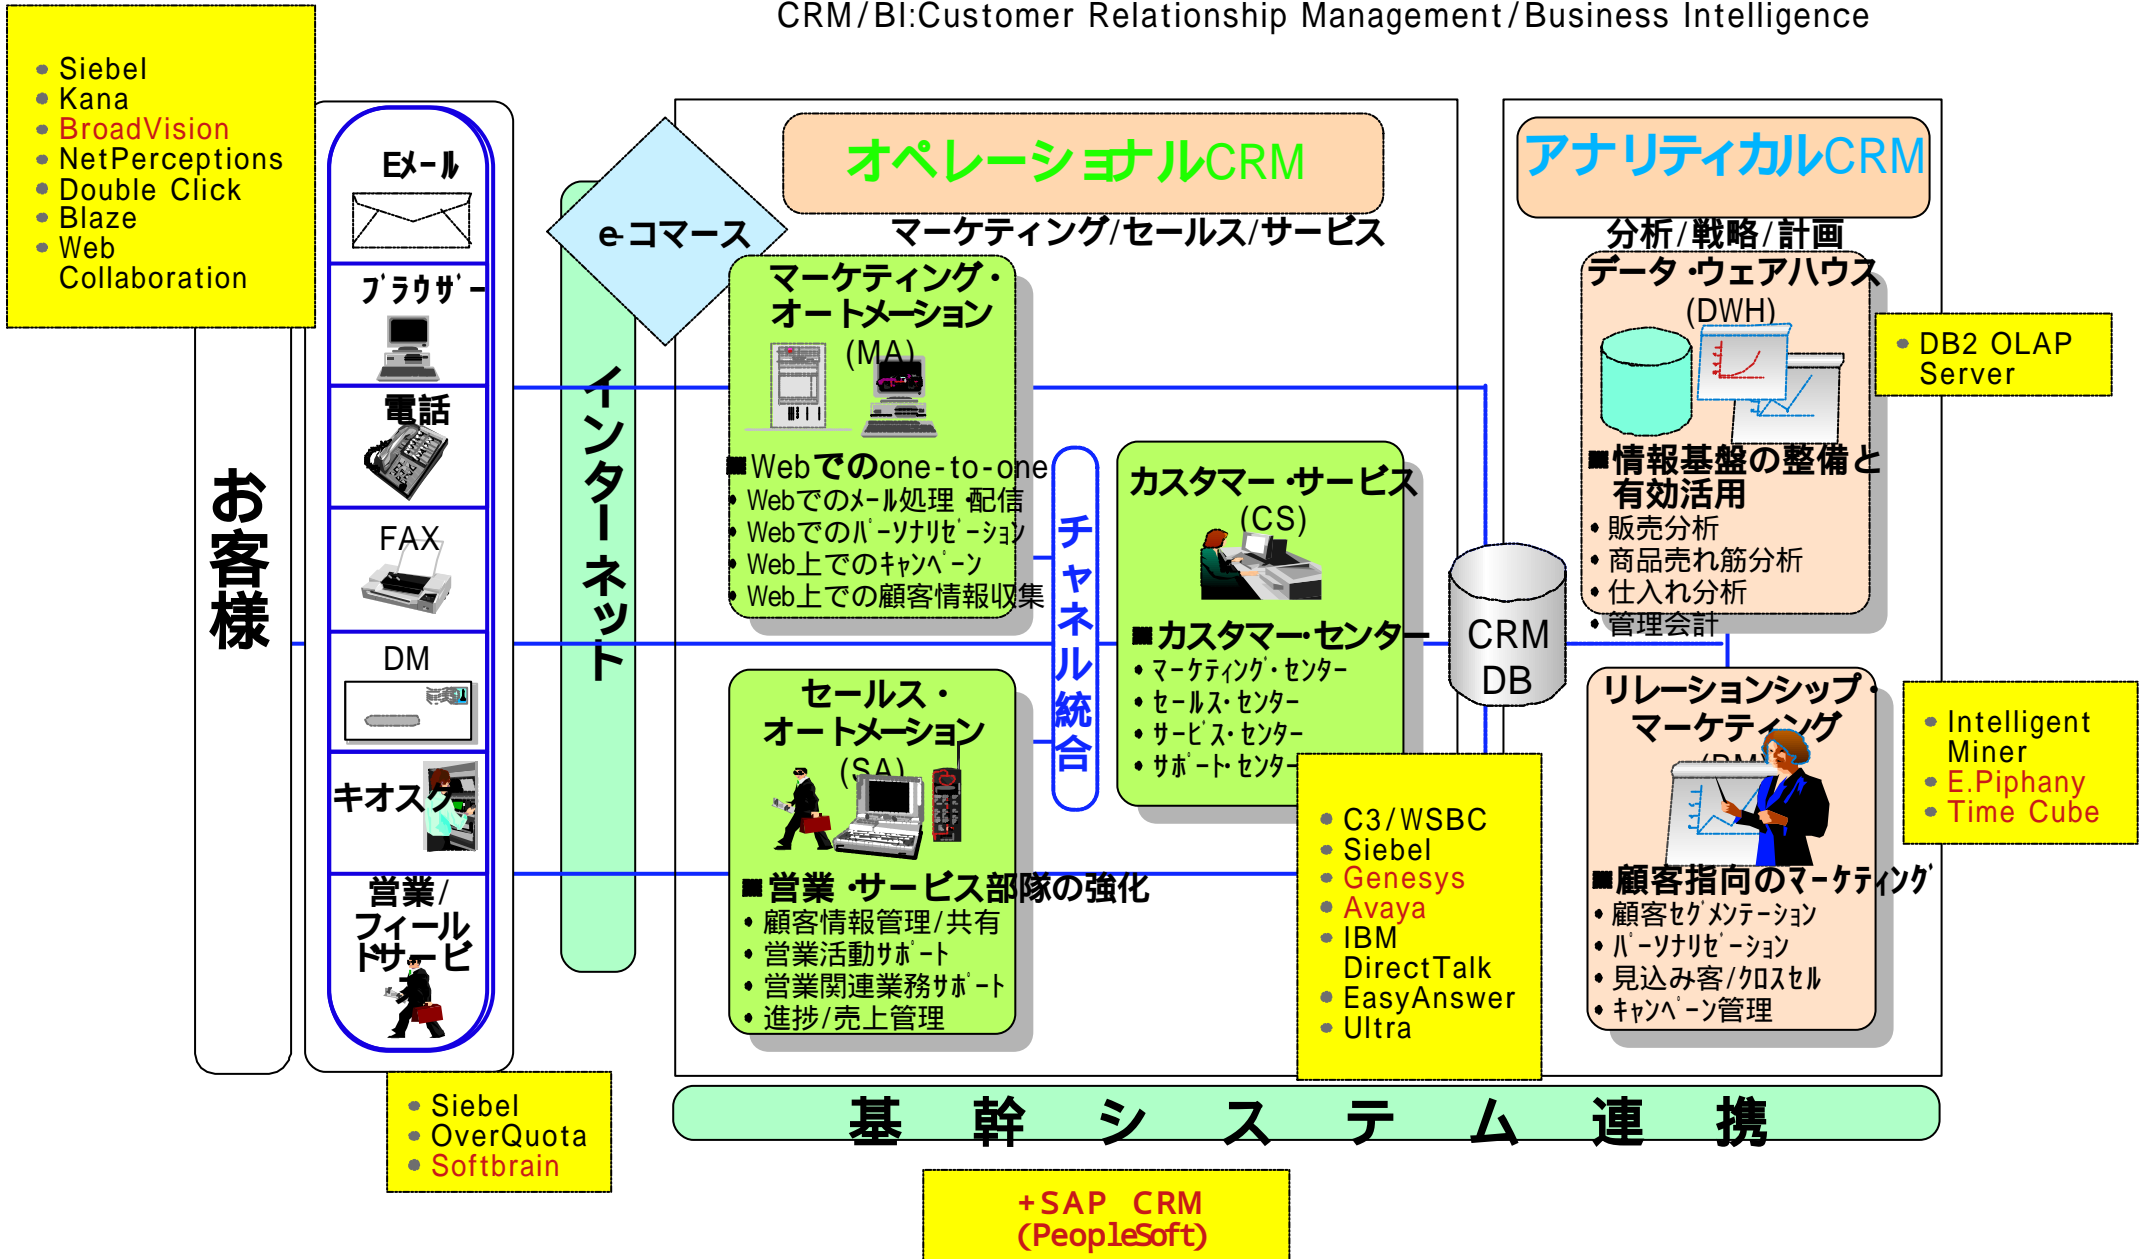 CRM/BI:Customer Relationship Management/Business Intelligence
Siebel
Kana
BroadVision
NetPerceptions
Double Click
Blaze
Web
Collaboration
お客様
Eメール
ﾌﾞﾗｳｻﾞｰ
電話
FAX
DM
キオスク
営業/
フィール
ドサービ
Siebel
OverQuota
Softbrain
インターネット
e-コマース
オペレーショナルCRM
マーケティング/セールス/サービス
マーケティング・
オートメーション
(MA)
■Webでのone-to-one
•Webでのﾒｰﾙ処理・配信
•Webでのﾊﾟｰｿﾅﾘｾﾞｰｼｮﾝ
•Web上でのｷｬﾝﾍﾟｰﾝ
•Web上での顧客情報収集
セールス・
オートメーション
(SA)
■営業・サービス部隊の強化
•顧客情報管理/共有
•営業活動ｻﾎﾟｰﾄ
•営業関連業務ｻﾎﾟｰﾄ
•進捗/売上管理
チャネル統合
カスタマー・サービス
(CS)
■カスタマー・センター
•ﾏｰｹﾃｨﾝｸﾞ・ｾﾝﾀｰ
•ｾｰﾙｽ・ｾﾝﾀｰ
•ｻｰﾋﾞｽ・ｾﾝﾀｰ
•ｻﾎﾟｰﾄ・ｾﾝﾀｰ
C3/WSBC
Siebel
Genesys
Avaya
IBM
DirectTalk
EasyAnswer
Ultra
CRM
DB
アナリティカルCRM
分析/戦略/計画
データ・ウェアハウス
(DWH)
■情報基盤の整備と
有効活用
•販売分析
•商品売れ筋分析
•仕入れ分析
•管理会計
DB2 OLAP
Server
リレーションシップ・
マーケティング
(RM)
■顧客指向のﾏｰｹﾃｨﾝｸﾞ
•顧客ｾｸﾞﾒﾝﾃｰｼｮﾝ
•ﾊﾟｰｿﾅﾘｾﾞｰｼｮﾝ
•見込み客/ｸﾛｽｾﾙ
•ｷｬﾝﾍﾟｰﾝ管理
Intelligent
Miner
E.Piphany
Time Cube
基幹システム連携
+SAP CRM
(PeopleSoft)